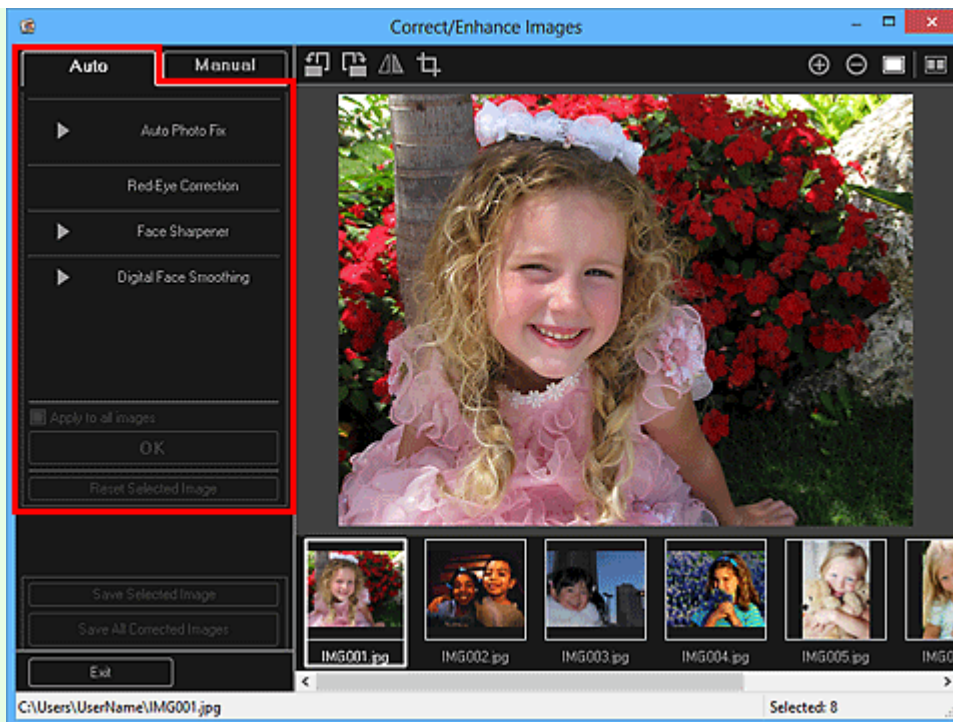 Correct/Enhance Images
Auto
Manual
Auto Photo Fix
Red-Eye Correction
Face Sharpener
Digital Face Smoothing
Apply to all images
OK
Reset Selected Image
Save Selected Image
Save All Corrected Images
Exit
IMG001.jpg
IMG002.jpg
IMG003.jpg
IMG004.jpg
IMG005.jpg
IMG0
C:\Users\UserName\IMG001.jpg
Selected: 8